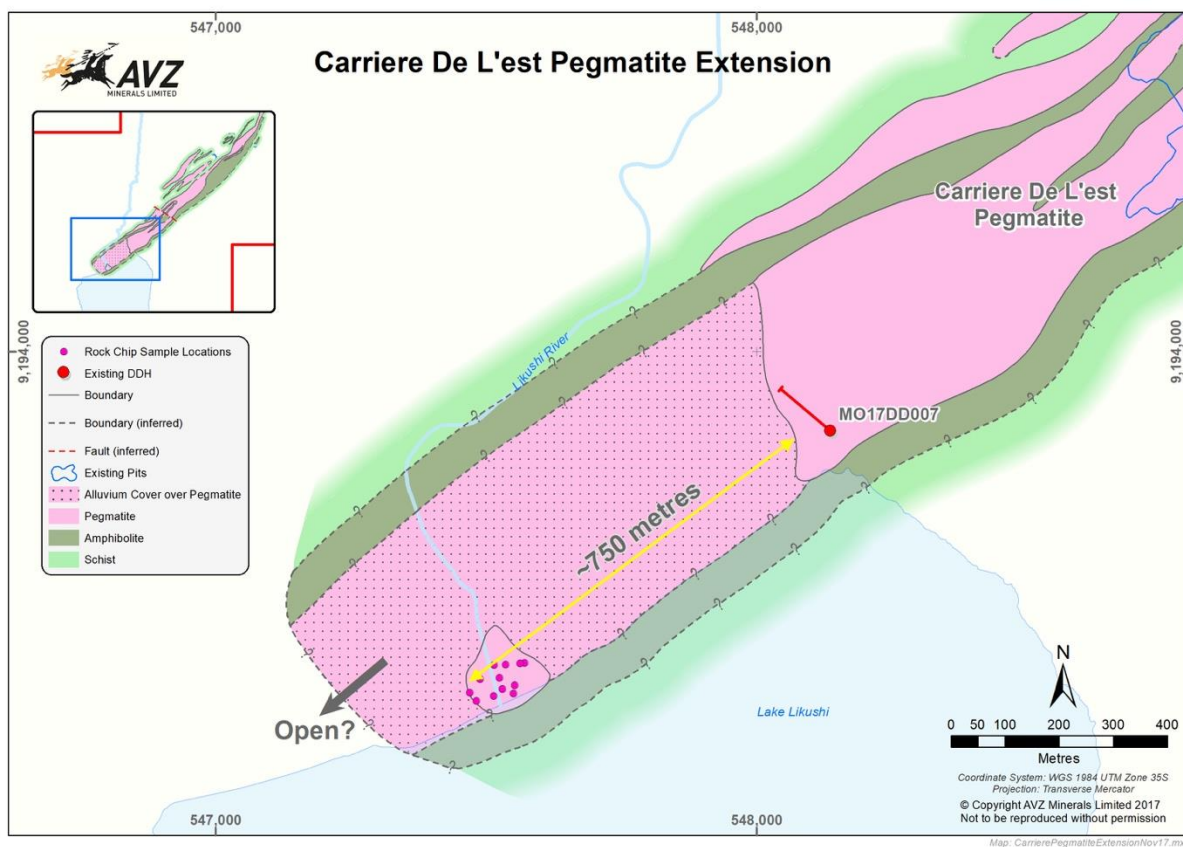 547,000
548,000
AVZ
MINERALS LIMITED
Carriere De L'est Pegmatite Extension
Carriere De L'est
Pegmatite
Likushi River
9,194,000
9,194,000
Rock Chip Sample Locations
Existing DDH
Boundary
Boundary (inferred)
Fault (inferred)
Existing Pits
Alluvium Cover over Pegmatite
Pegmatite
Amphibolite
Schist
MO17DD007
~750 metres
Open?
Lake Likushi
N
0 50 100 200 300 400
Metres
Coordinate System: WGS 1984 UTM Zone 35S
Projection: Transverse Mercator
© Copyright AVZ Minerals Limited 2017
Not to be reproduced without permission
547,000
548,000
Map: CarrierePegmatiteExtensionNov17.mx